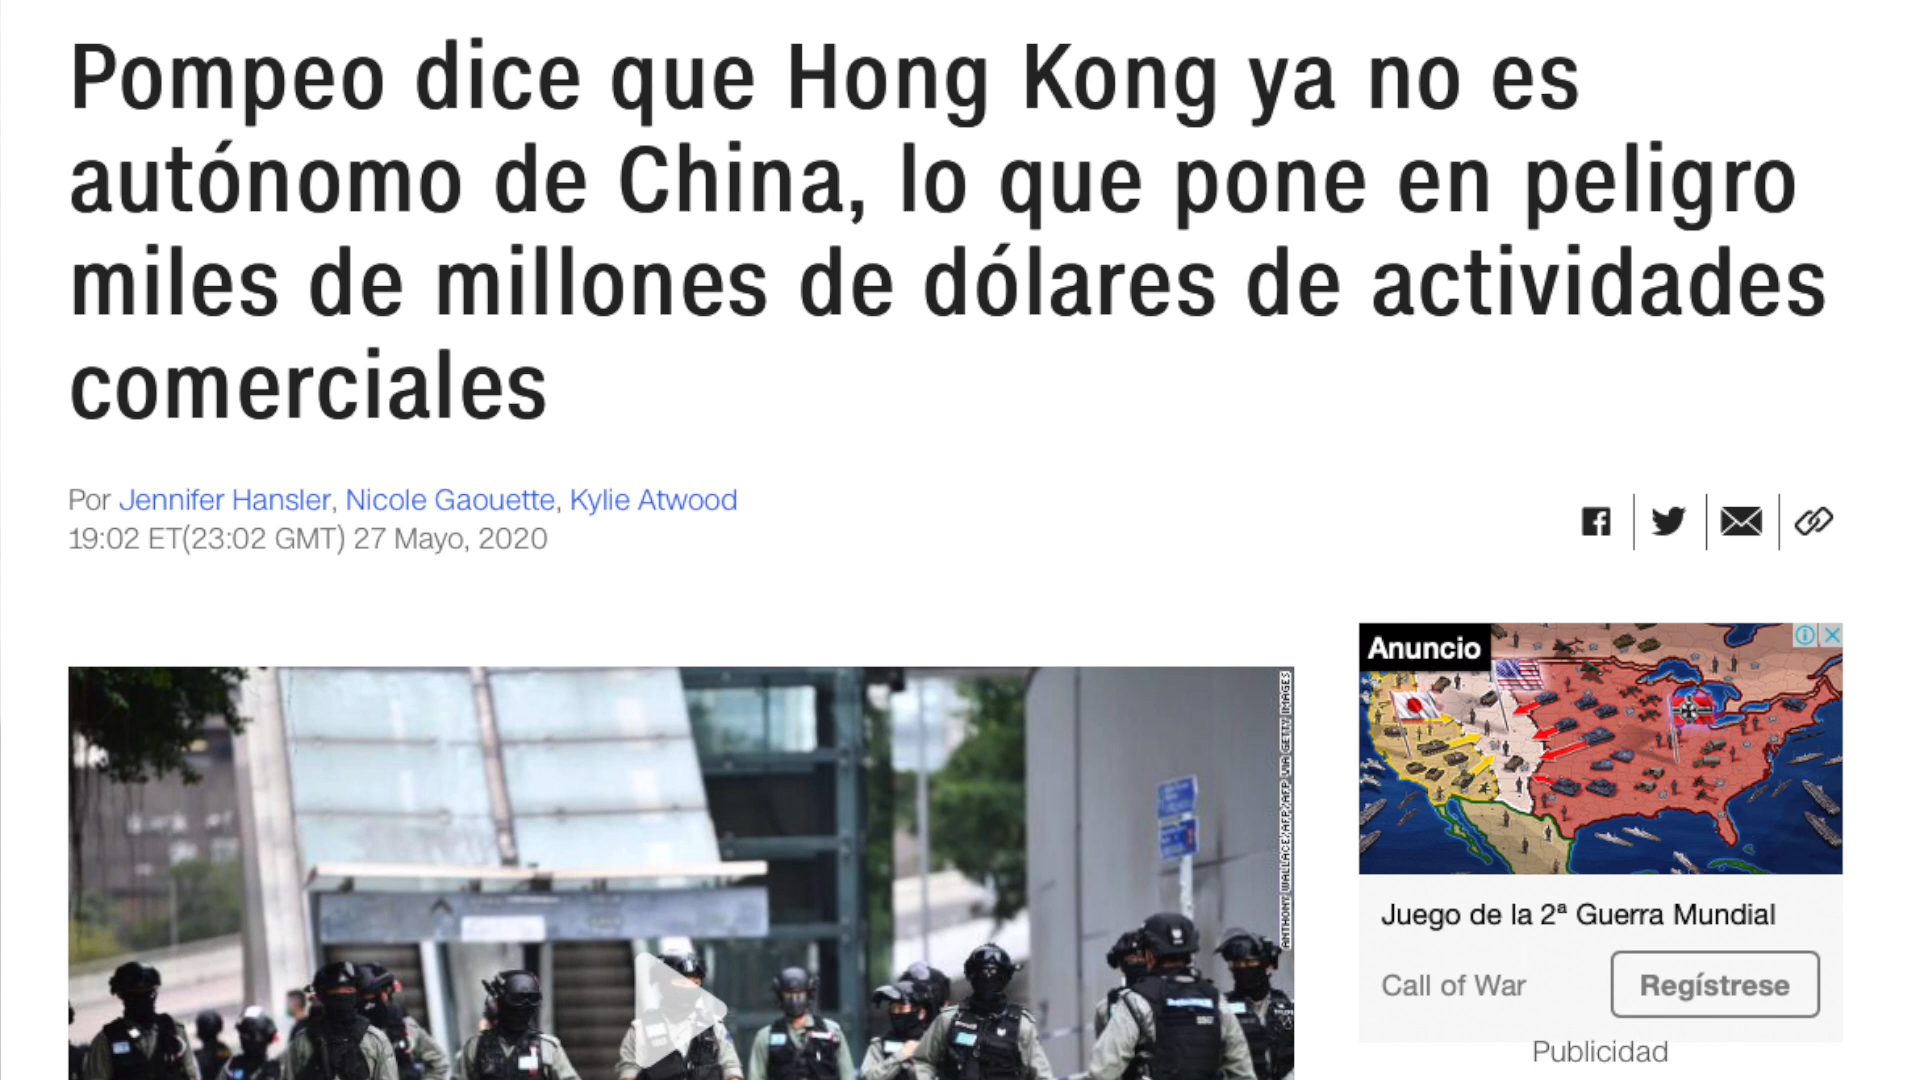 Pompeo dice que Hong Kong ya no es
autónomo de China, lo que pone en peligro
miles de millones de dólares de actividades
comerciales
Por Jennifer Hansler, Nicole Gaouette, Kylie Atwood
19:02 ET(23:02 GMT) 27 Mayo, 2020
ANTHONY WALLACE/AFP/AFP VIA GETTY IMAGES
Anuncio
Juego de la 2ª Guerra Mundial
Call of War
Regístrese
Publicidad